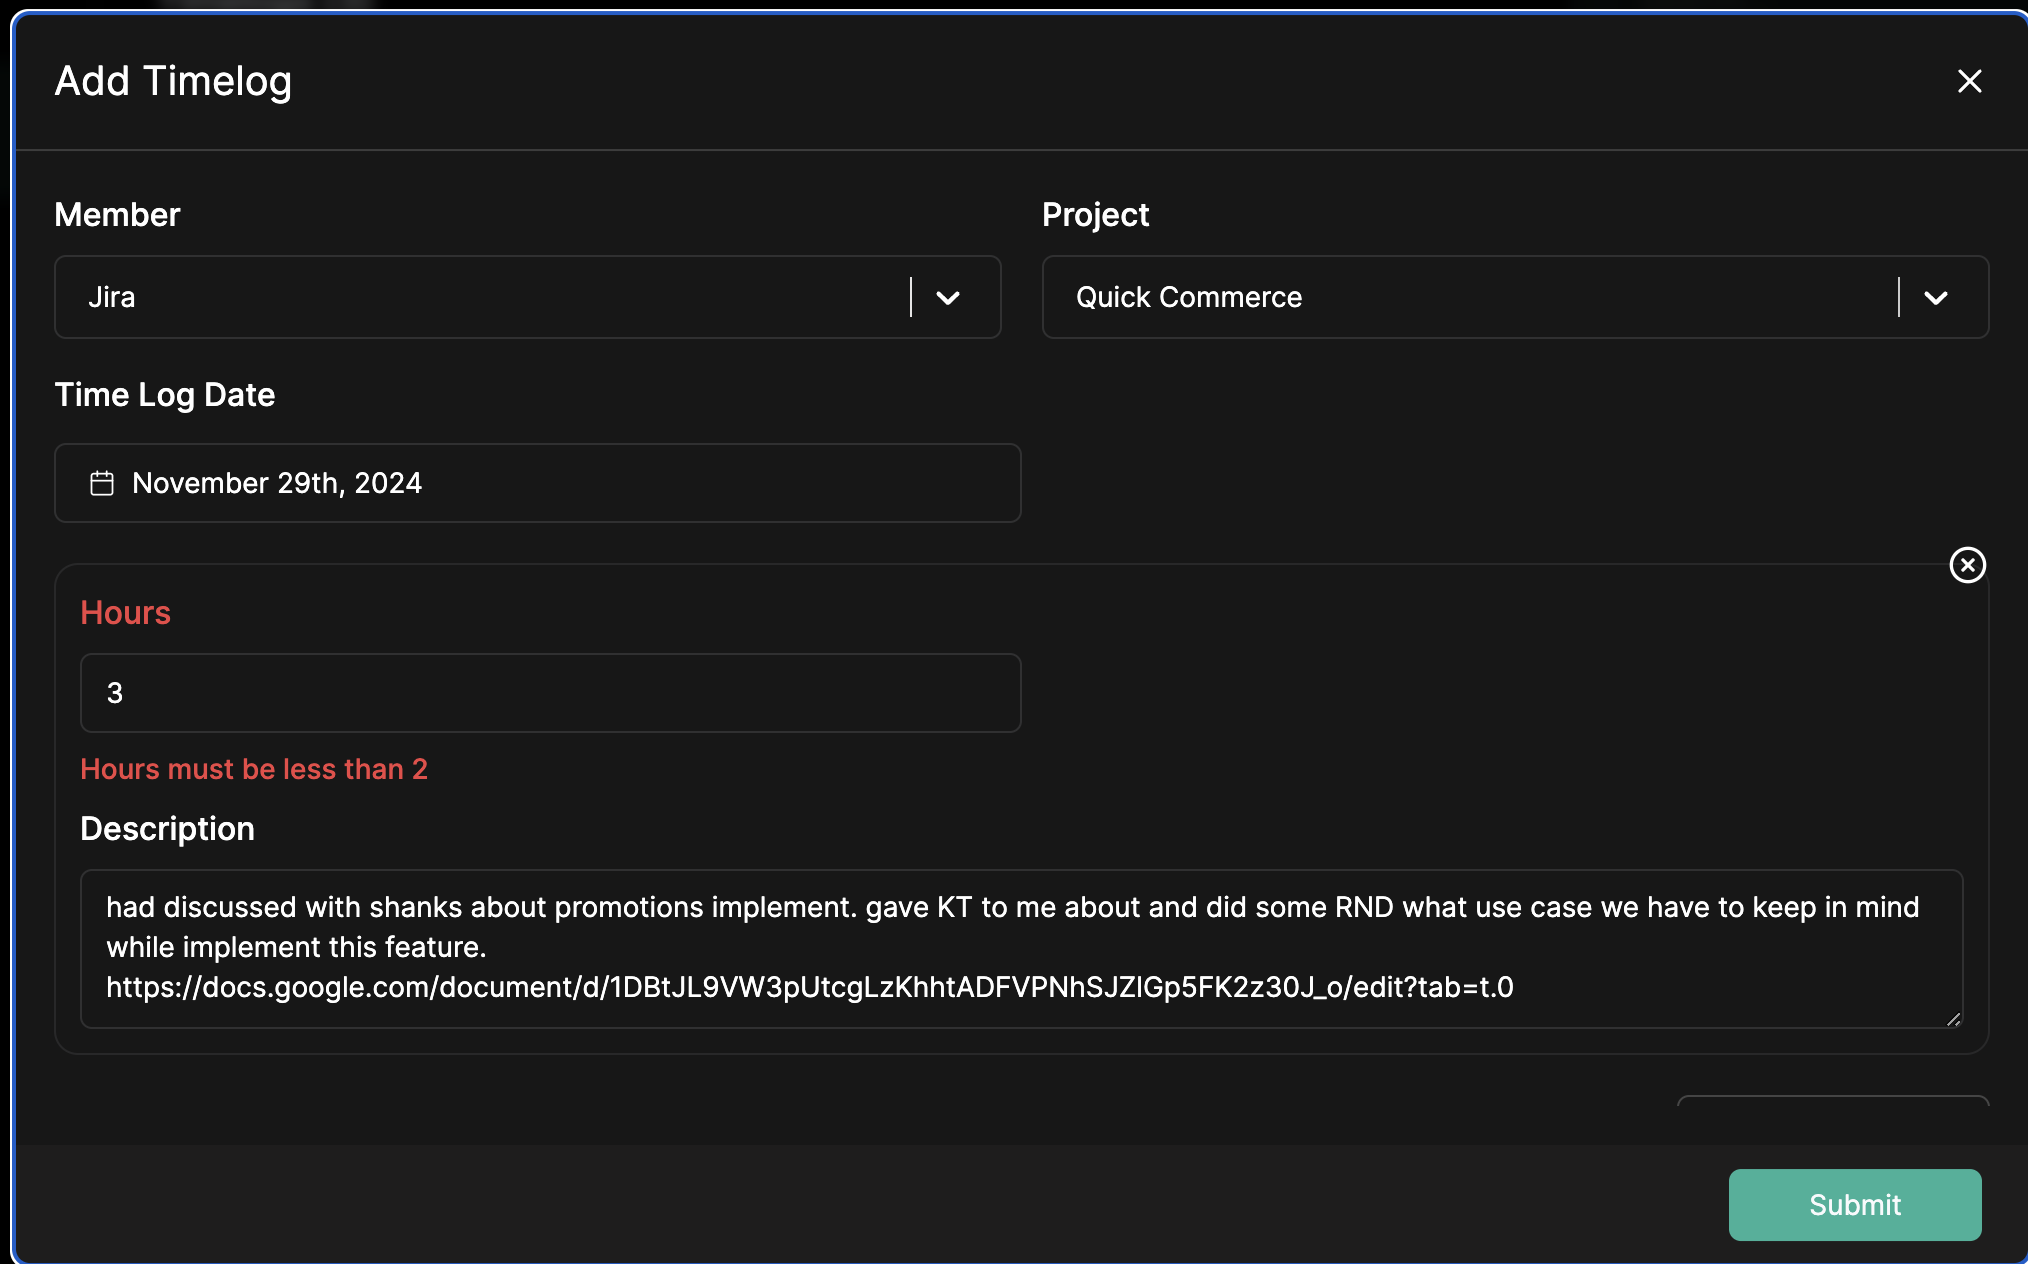 Add Timelog
Member
Project
Jira
Quick Commerce
Time Log Date
November 29th, 2024
Hours
3
Hours must be less than 2
Description
had discussed with shanks about promotions implement. gave KT to me about and did some RND what use case we have to keep in mind
while implement this feature.
https://docs.google.com/document/d/1DBtJL9VW3pUtcgLzKhhtADFVPNhSJZlGp5FK2z30J_o/edit?tab=t.0
Submit